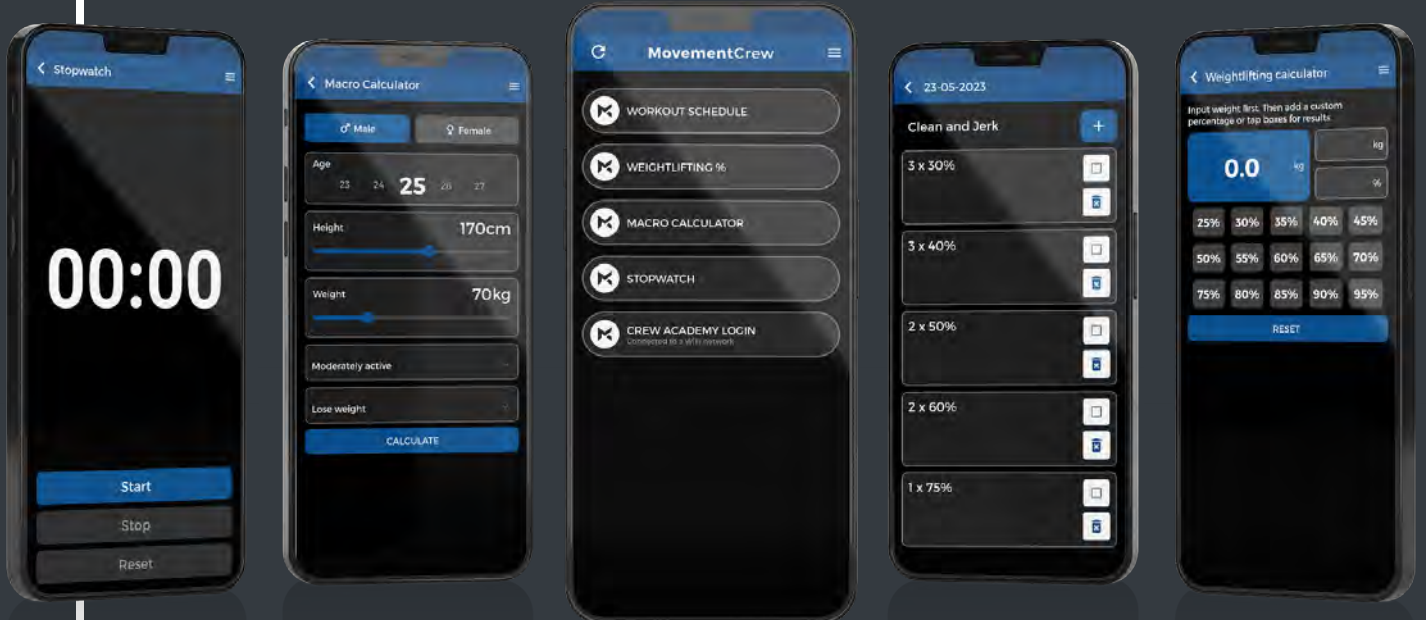 Stopwatch
00:00
Start
Stop
Reset
Macro Calculator
♂ Male
♀ Female
Age
23 24 25 26 27
Height 170cm
Weight 70kg
Moderately active
Lose weight
CALCULATE
MovementCrew
WORKOUT SCHEDULE
WEIGHTLIFTING %
MACRO CALCULATOR
STOPWATCH
CREW ACADEMY LOGIN
Connected to a WiFi network
23-05-2023
Clean and Jerk +
3 x 30%
3 x 40%
2 x 50%
2 x 60%
1 x 75%
Weightlifting calculator
Input weight first. Then add a custom
percentage or tap boxes for results.
0.0 kg
kg
%
25% 30% 35% 40% 45%
50% 55% 60% 65% 70%
75% 80% 85% 90% 95%
RESET